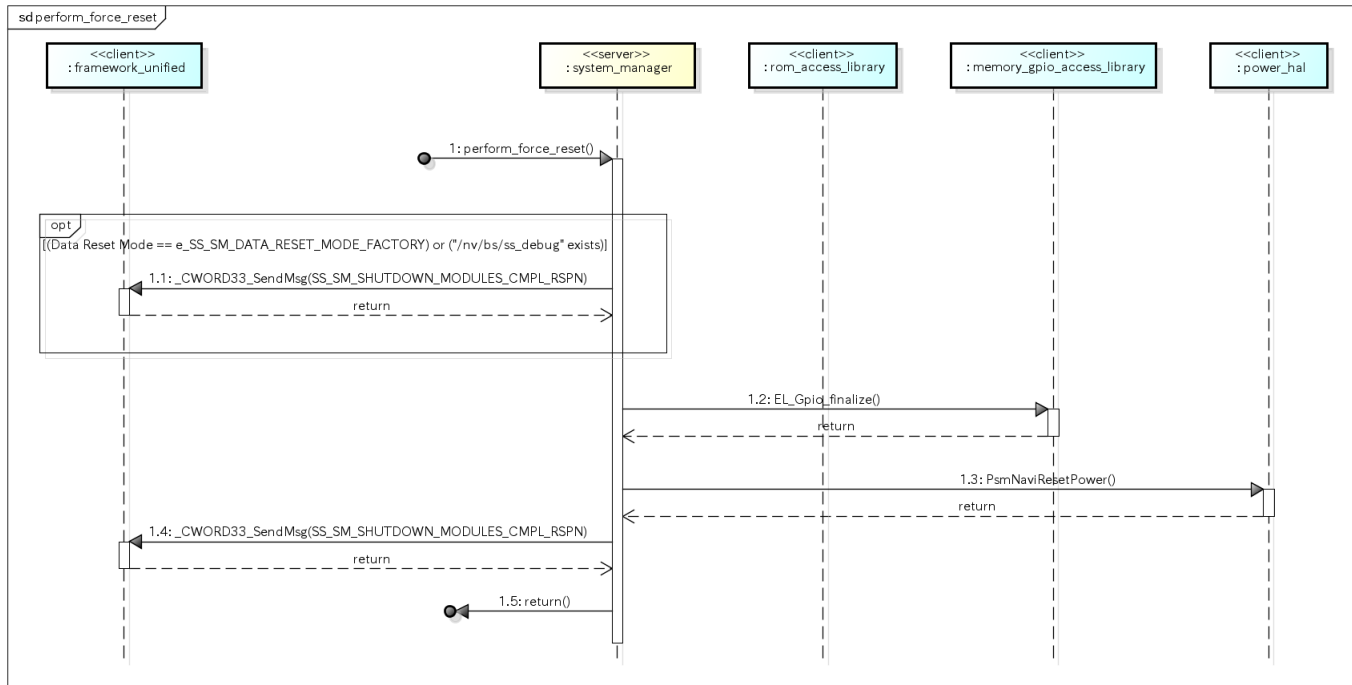 sd perform_force_reset
<<client>>
: framework_unified
<<server>>
: system_manager
<<client>>
: rom_access_library
<<client>>
: memory_gpio_access_library
<<client>>
: power_hal
1: perform_force_reset()
opt
[(Data Reset Mode == e_SS_SM_DATA_RESET_MODE_FACTORY) or ("/nv/bs/ss_debug" exists)]
1.1: _CWORD33_SendMsg(SS_SM_SHUTDOWN_MODULES_CMPL_RSPN)
return
1.2: EL_Gpio_finalize()
return
1.3: PsmNaviResetPower()
return
1.4: _CWORD33_SendMsg(SS_SM_SHUTDOWN_MODULES_CMPL_RSPN)
return
1.5: return()